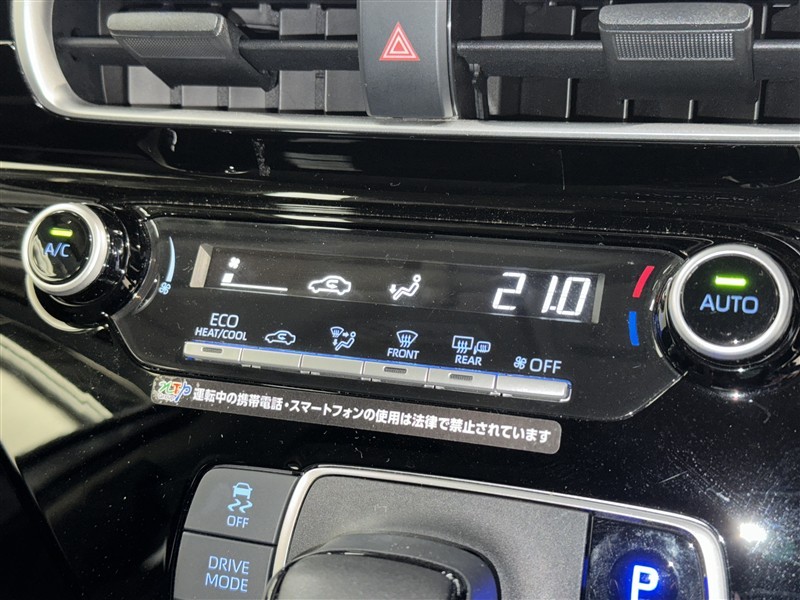 A/C
21.0
AUTO
ECO
HEAT/COOL
FRONT
REAR
OFF
運転中の携帯電話・スマートフォンの使用は法律で禁止されています
OFF
DRIVE
MODE
P